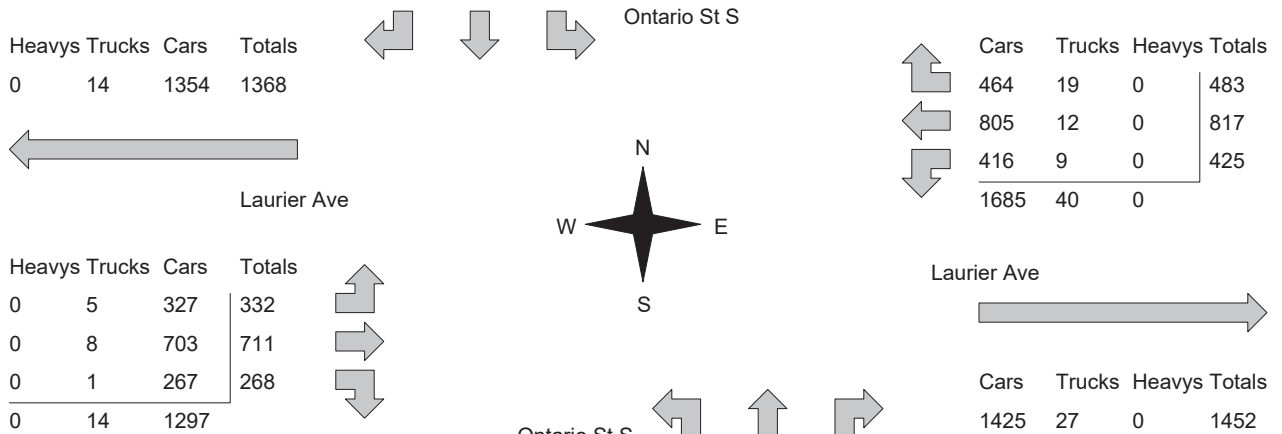 Ontario St S
Heavys Trucks Cars Totals
0 14 1354 1368
Laurier Ave
Cars Trucks Heavys Totals
464 19 0 483
805 12 0 817
416 9 0 425
1685 40 0
N
W E
S
Heavys Trucks Cars Totals
0 5 327 332
0 8 703 711
0 1 267 268
0 14 1297
Laurier Ave
Cars Trucks Heavys Totals
1425 27 0 1452
Ontario St S